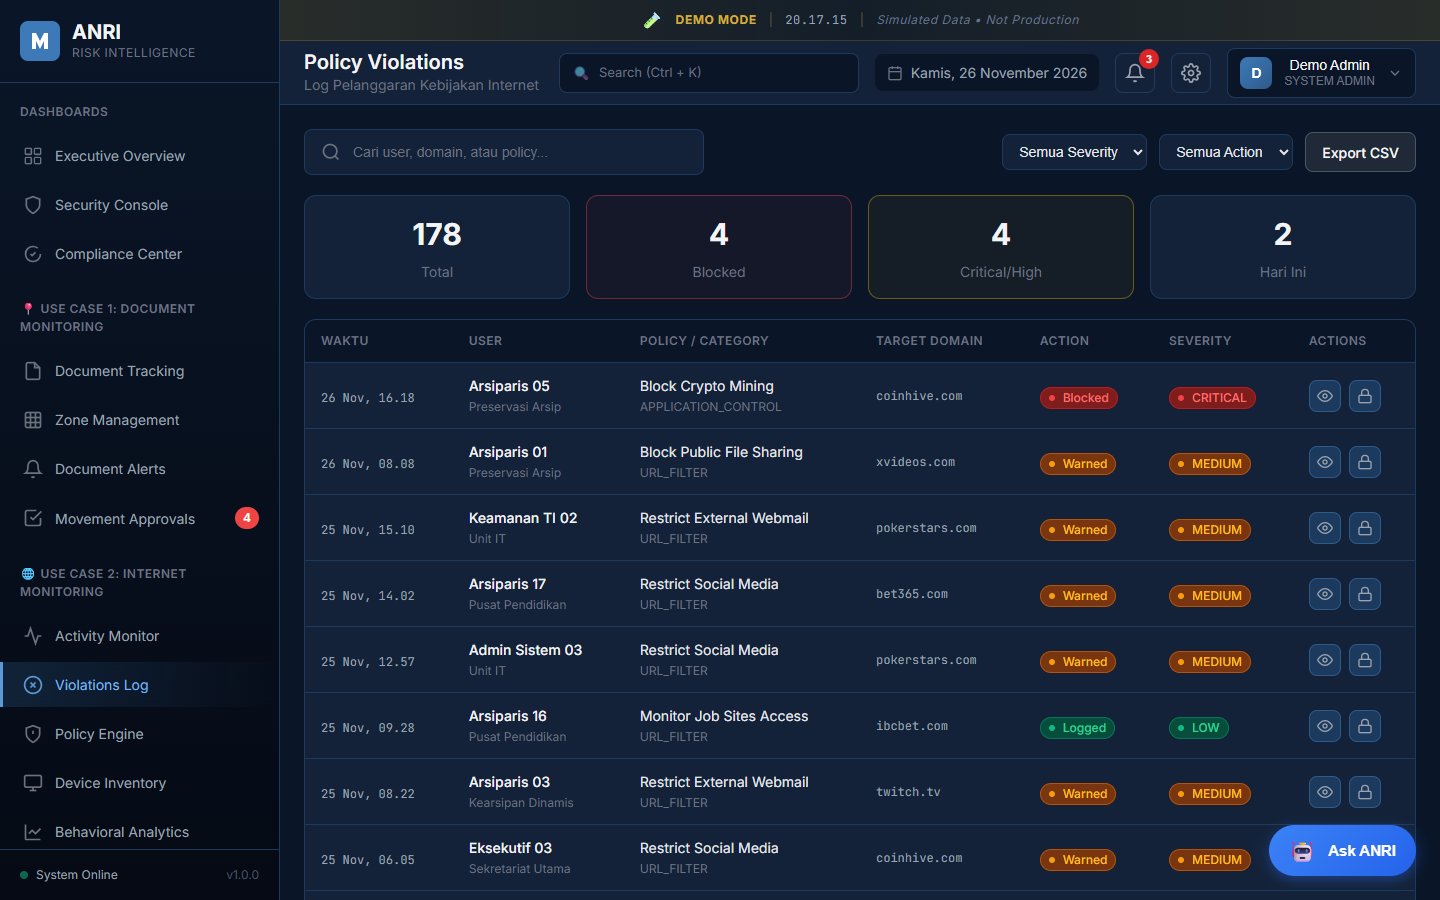 M
ANRI
RISK INTELLIGENCE
DASHBOARDS
Executive Overview
Security Console
Compliance Center
USE CASE 1: DOCUMENT
MONITORING
Document Tracking
Zone Management
Document Alerts
Movement Approvals 4
USE CASE 2: INTERNET
MONITORING
Activity Monitor
Violations Log
Policy Engine
Device Inventory
Behavioral Analytics
System Online v1.0.0
DEMO MODE | 20.17.15 | Simulated Data • Not Production
Policy Violations
Log Pelanggaran Kebijakan Internet
Search (Ctrl + K)
Kamis, 26 November 2026
3
D
Demo Admin
SYSTEM ADMIN
Cari user, domain, atau policy...
Semua Severity
Semua Action
Export CSV
178
Total
4
Blocked
4
Critical/High
2
Hari Ini
WAKTU USER POLICY / CATEGORY TARGET DOMAIN ACTION SEVERITY ACTIONS
26 Nov, 16.18 Arsiparis 05 Block Crypto Mining coinhive.com Blocked CRITICAL
Preservasi Arsip APPLICATION_CONTROL
26 Nov, 08.08 Arsiparis 01 Block Public File Sharing xvideos.com Warned MEDIUM
Preservasi Arsip URL_FILTER
25 Nov, 15.10 Keamanan TI 02 Restrict External Webmail pokerstars.com Warned MEDIUM
Unit IT URL_FILTER
25 Nov, 14.02 Arsiparis 17 Restrict Social Media bet365.com Warned MEDIUM
Pusat Pendidikan URL_FILTER
25 Nov, 12.57 Admin Sistem 03 Restrict Social Media pokerstars.com Warned MEDIUM
Unit IT URL_FILTER
25 Nov, 09.28 Arsiparis 16 Monitor Job Sites Access ibcbet.com Logged LOW
Pusat Pendidikan URL_FILTER
25 Nov, 08.22 Arsiparis 03 Restrict External Webmail twitch.tv Warned MEDIUM
Kearsipan Dinamis URL_FILTER
25 Nov, 06.05 Eksekutif 03 Restrict Social Media coinhive.com Warned MEDIUM
Sekretariat Utama URL_FILTER
Ask ANRI